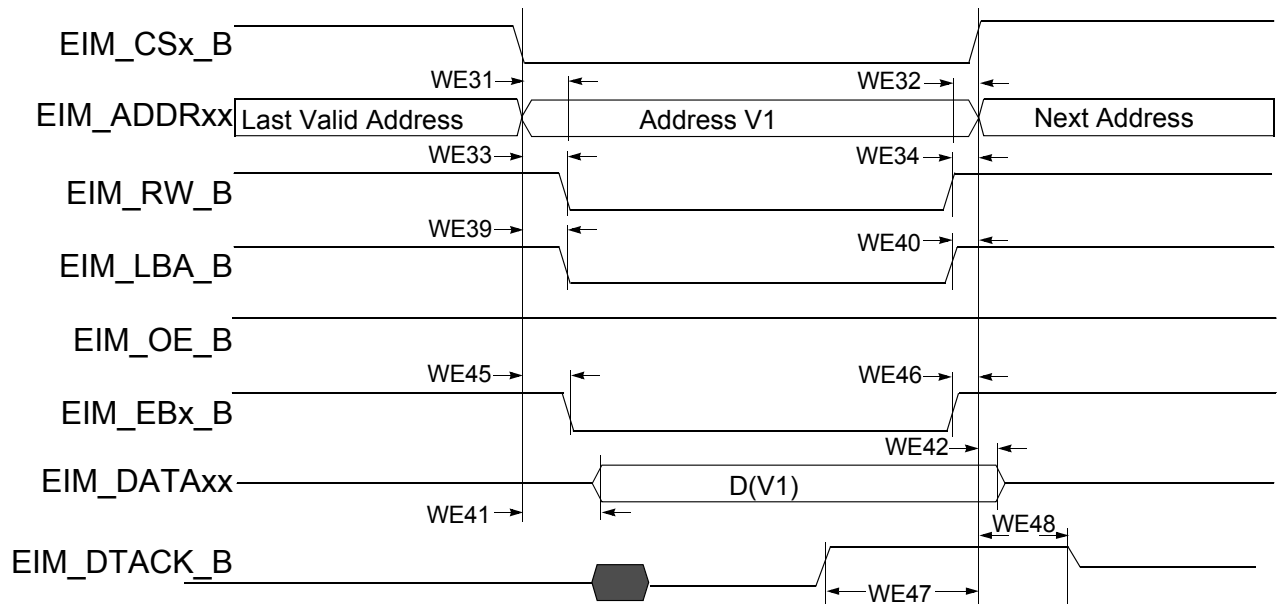 EIM_CSx_B
WE31
WE32
EIM_ADDRxx
Last Valid Address
Address V1
Next Address
WE33
WE34
EIM_RW_B
WE39
WE40
EIM_LBA_B
EIM_OE_B
WE45
WE46
EIM_EBx_B
WE42
EIM_DATAxx
D(V1)
WE41
WE48
EIM_DTACK_B
WE47